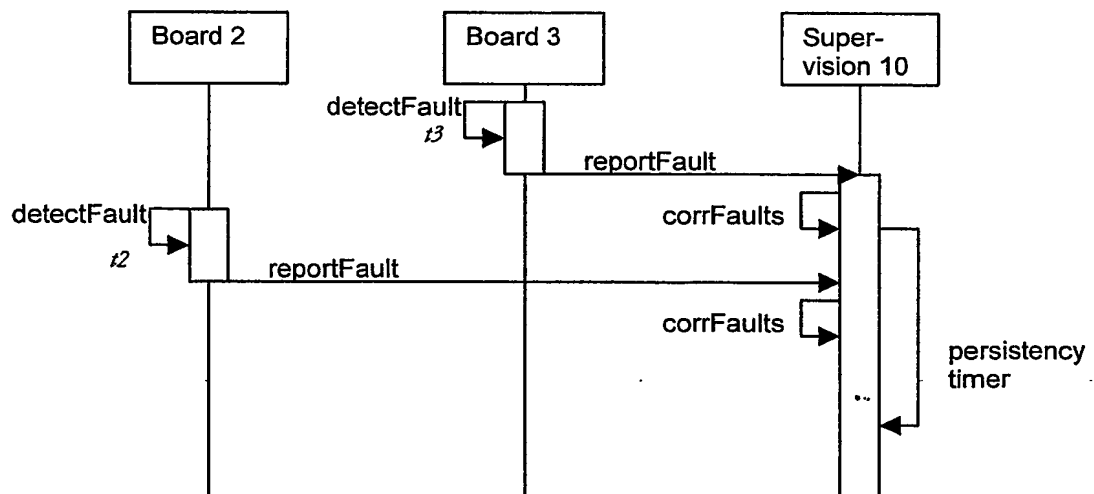 Board 2
Board 3
Super-
vision 10
detectFault
t3
reportFault
corrFaults
detectFault
t2
reportFault
corrFaults
persistency
timer